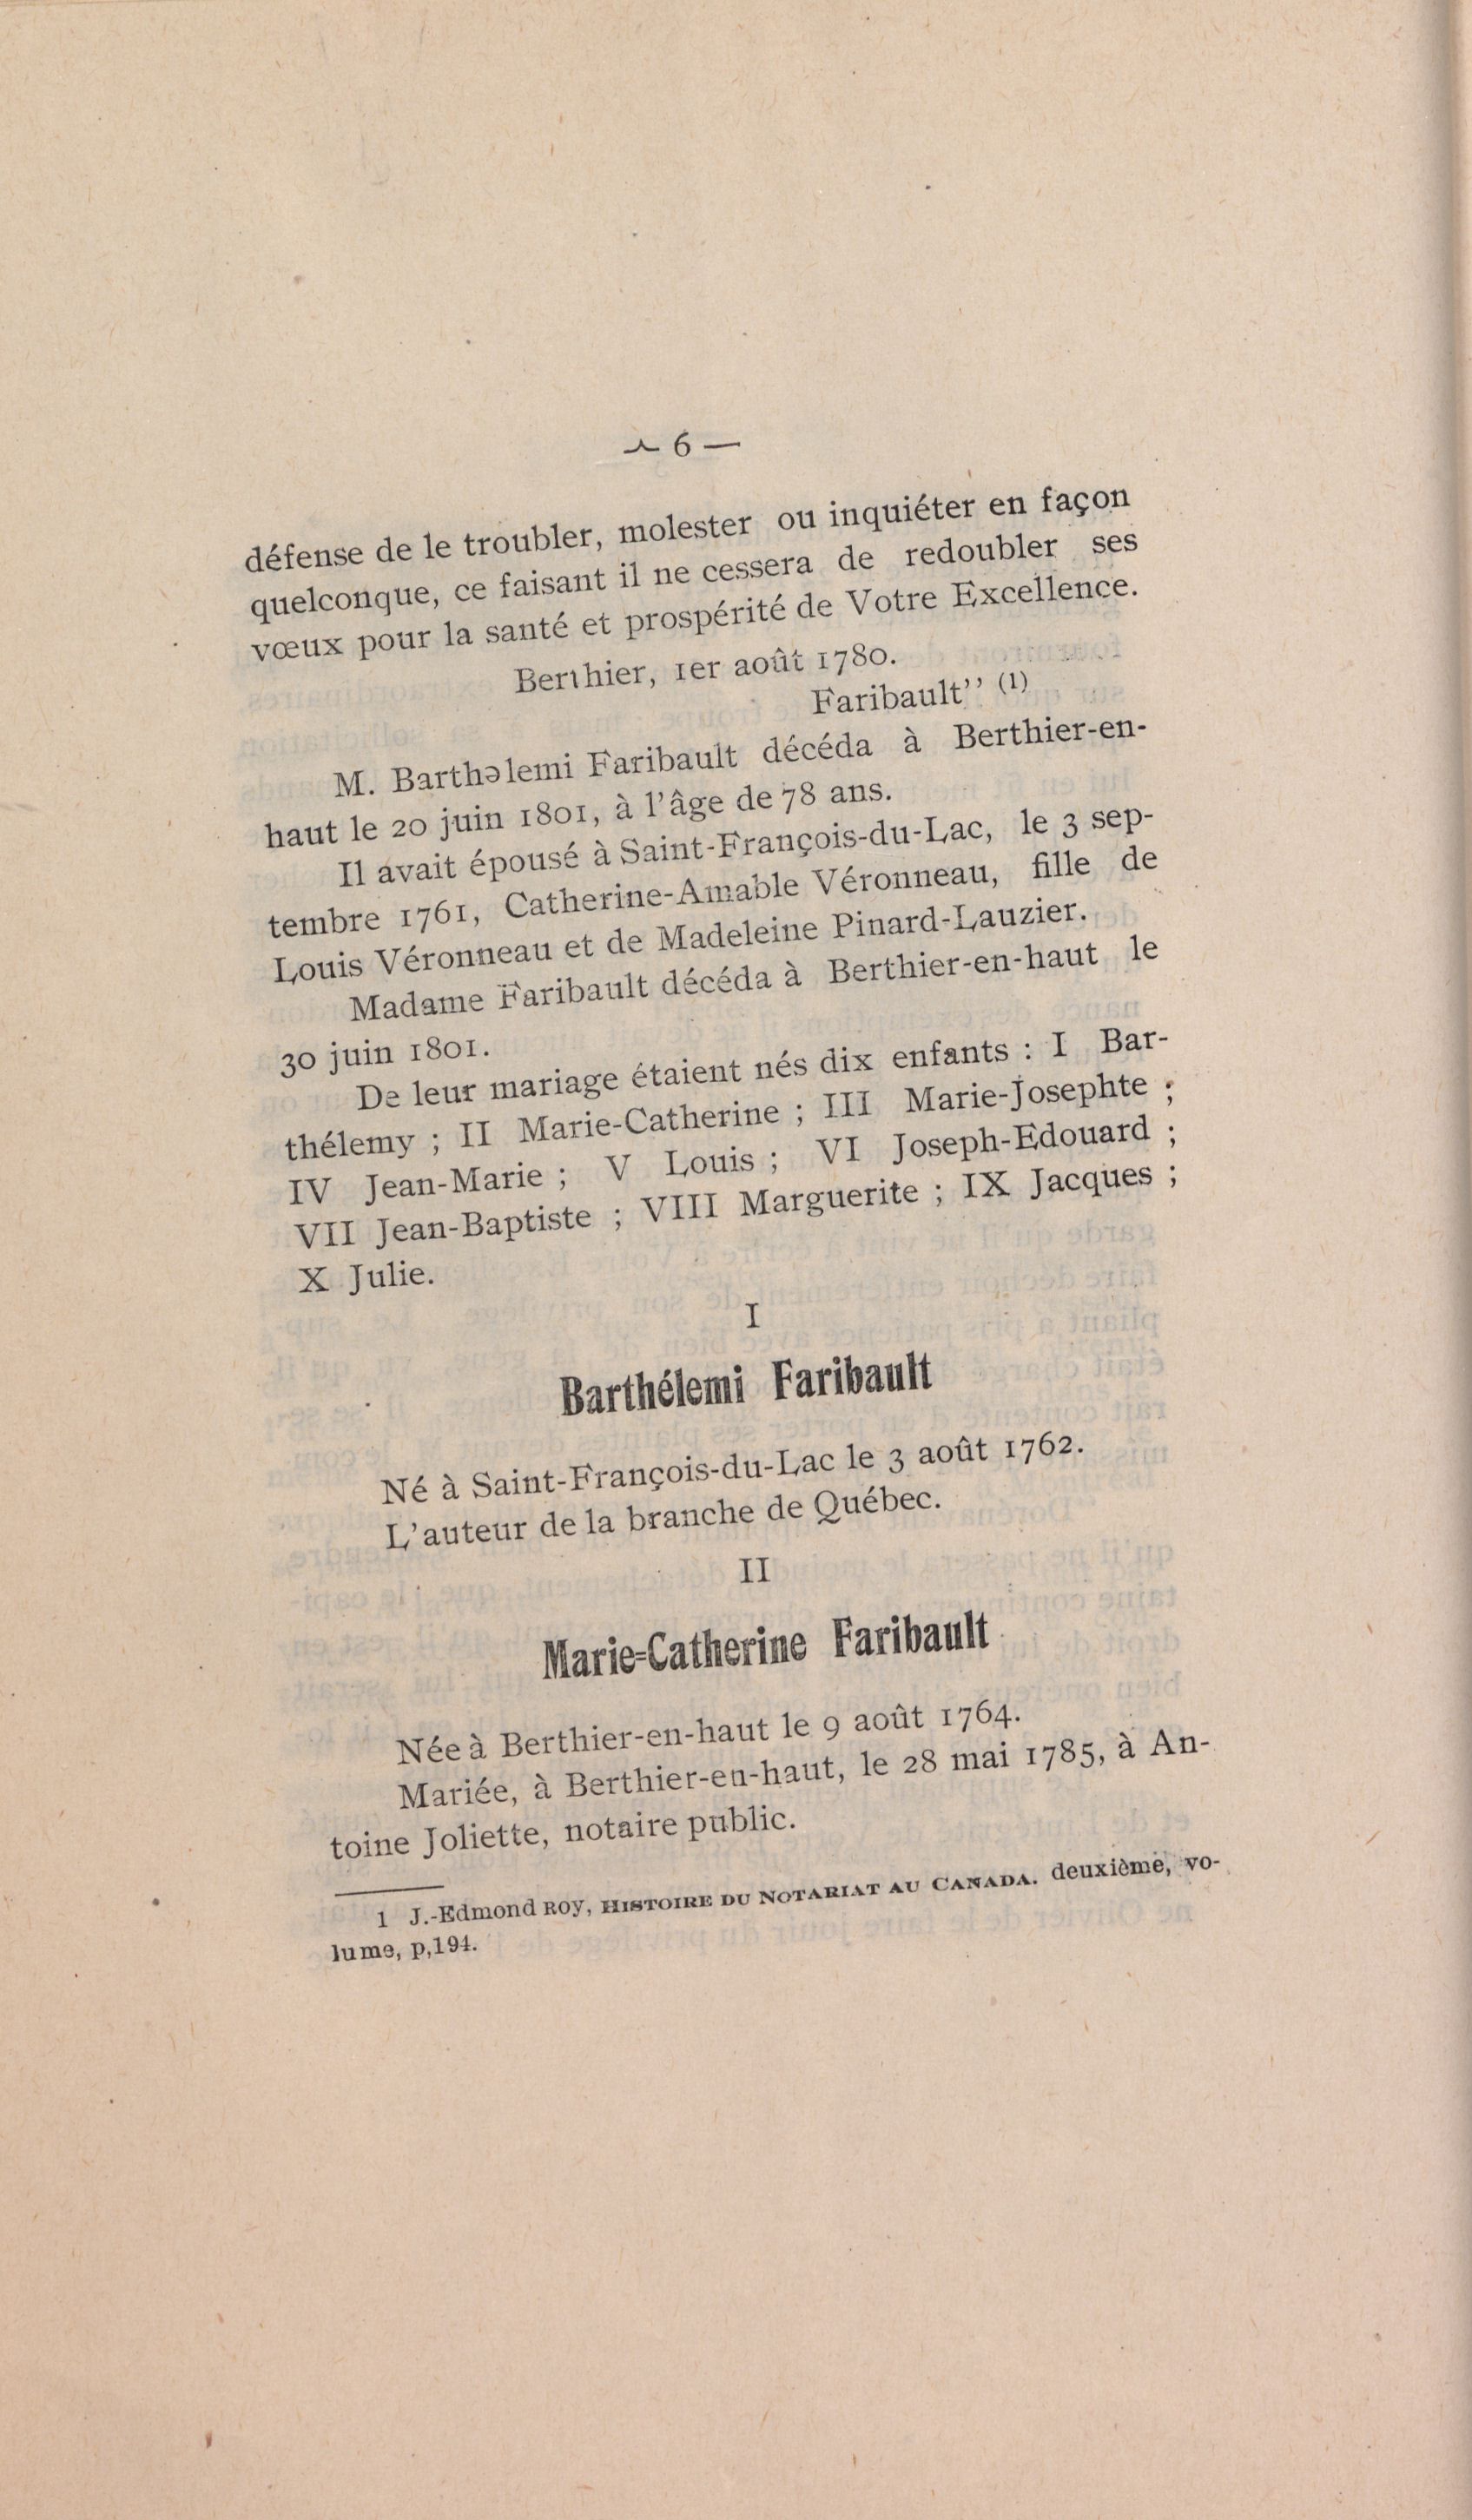 — 6 —
défense de le troubler, molester ou inquiéter en façon
quelconque, ce faisant il ne cessera de redoubler ses
vœux pour la santé et prospérité de Votre Excellence.
Berthier, 1er août 1780.
Faribault'' (1)
M. Barthelemi Faribault décéda à Berthier-en-
haut le 20 juin 1801, à l'âge de 78 ans.
Il avait épousé à Saint-François-du-Lac, le 3 sep-
tembre 1761, Catherine-Amable Véronneau, fille de
Louis Véronneau et de Madeleine Pinard-Lauzier.
Madame Faribault décéda à Berthier-en-haut le
30 juin 1801.
De leur mariage étaient nés dix enfants : I Bar-
thélemy ; II Marie-Catherine ; III Marie-Josephte ;
IV Jean-Marie ; V Louis ; VI Joseph-Edouard ;
VII Jean-Baptiste ; VIII Marguerite ; IX Jacques ;
X Julie.
I
Barthélemi Faribault
Né à Saint-François-du-Lac le 3 août 1762.
L'auteur de la branche de Québec.
II
Marie-Catherine Faribault
Née à Berthier-en-haut le 9 août 1764.
Mariée, à Berthier-en-haut, le 28 mai 1785, à An-
toine Joliette, notaire public.
1 J.-Edmond Roy, HISTOIRE DU NOTARIAT AU CANADA. deuxième, vo-
lume, p,194.